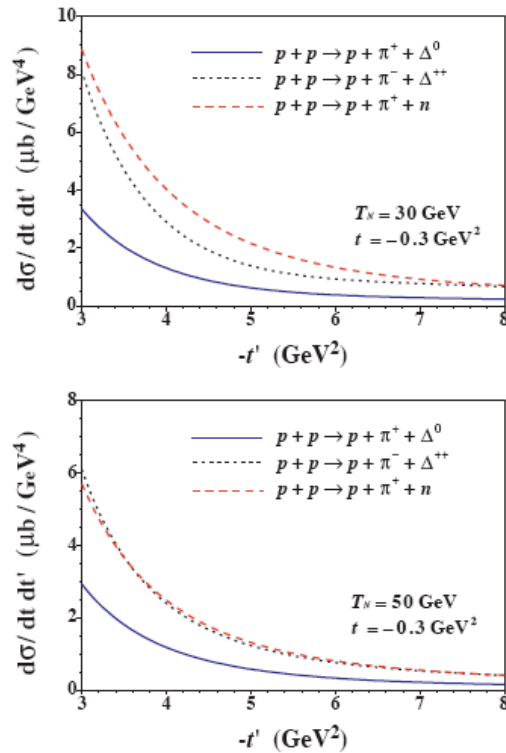 10
8
6
4
2
0
dσ/ dt dt' (μb / GeV⁴)
p + p → p + π⁺ + Δ⁰
p + p → p + π⁻ + Δ⁺⁺
p + p → p + π⁺ + n
T_N = 30 GeV
t = −0.3 GeV²
3 4 5 6 7 8
-t' (GeV²)
8
6
4
2
0
dσ/ dt dt' (μb / GeV⁴)
p + p → p + π⁺ + Δ⁰
p + p → p + π⁻ + Δ⁺⁺
p + p → p + π⁺ + n
T_N = 50 GeV
t = −0.3 GeV²
3 4 5 6 7 8
-t' (GeV²)